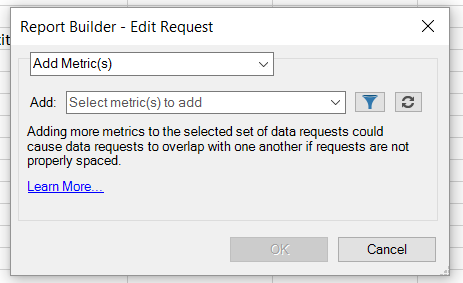 Report Builder - Edit Request
Add Metric(s)
Add: Select metric(s) to add
Adding more metrics to the selected set of data requests could
cause data requests to overlap with one another if requests are not
properly spaced.
Learn More...
OK Cancel